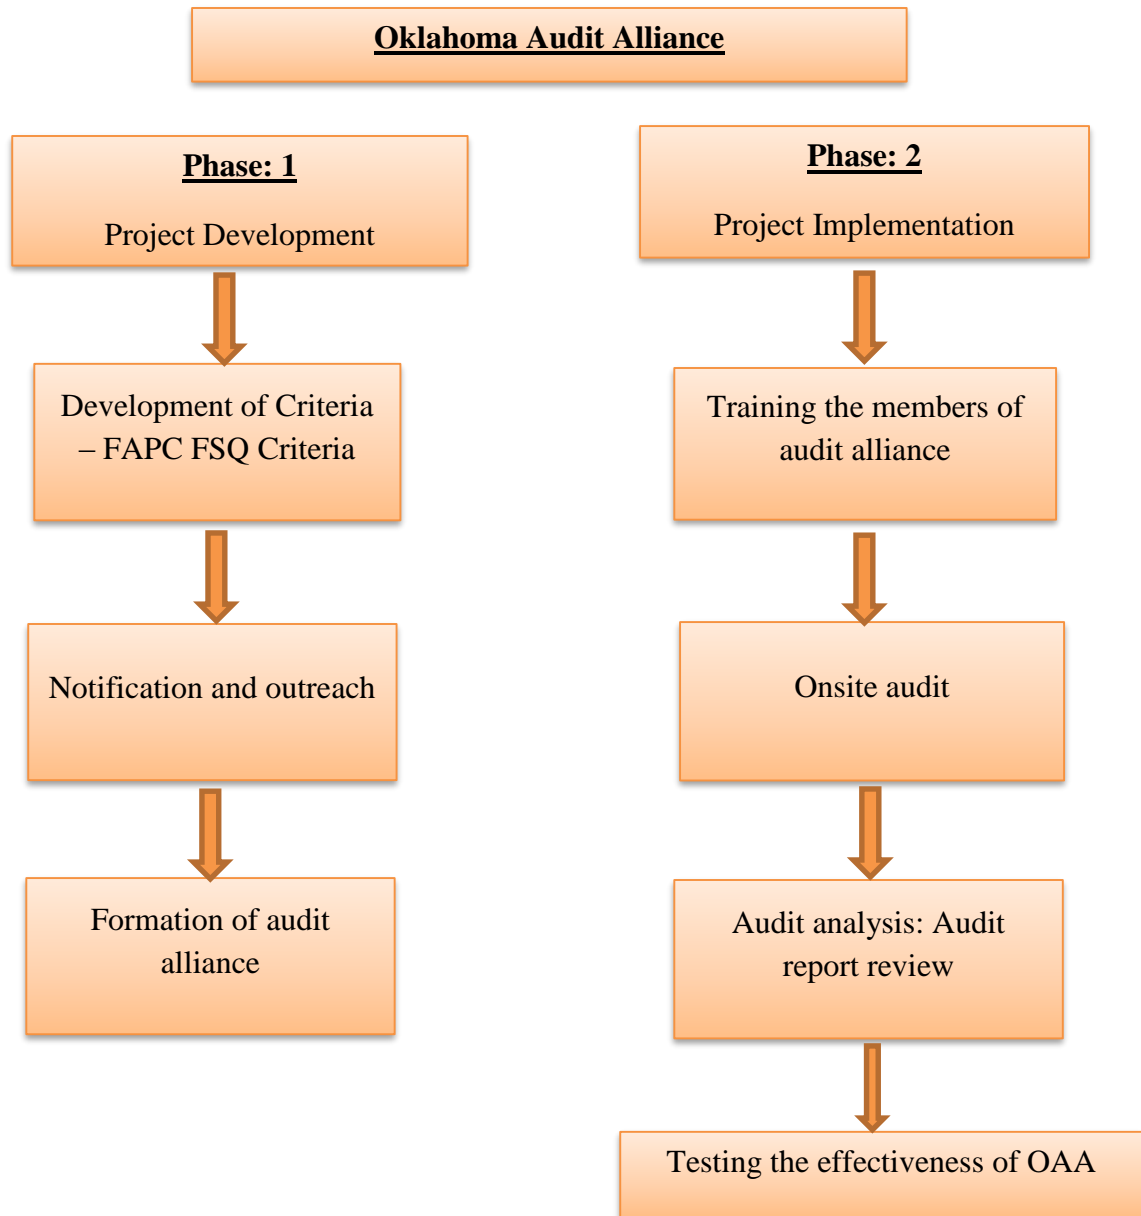 Oklahoma Audit Alliance
Phase: 1
Project Development
Development of Criteria
– FAPC FSQ Criteria
Notification and outreach
Formation of audit
alliance
Phase: 2
Project Implementation
Training the members of
audit alliance
Onsite audit
Audit analysis: Audit
report review
Testing the effectiveness of OAA